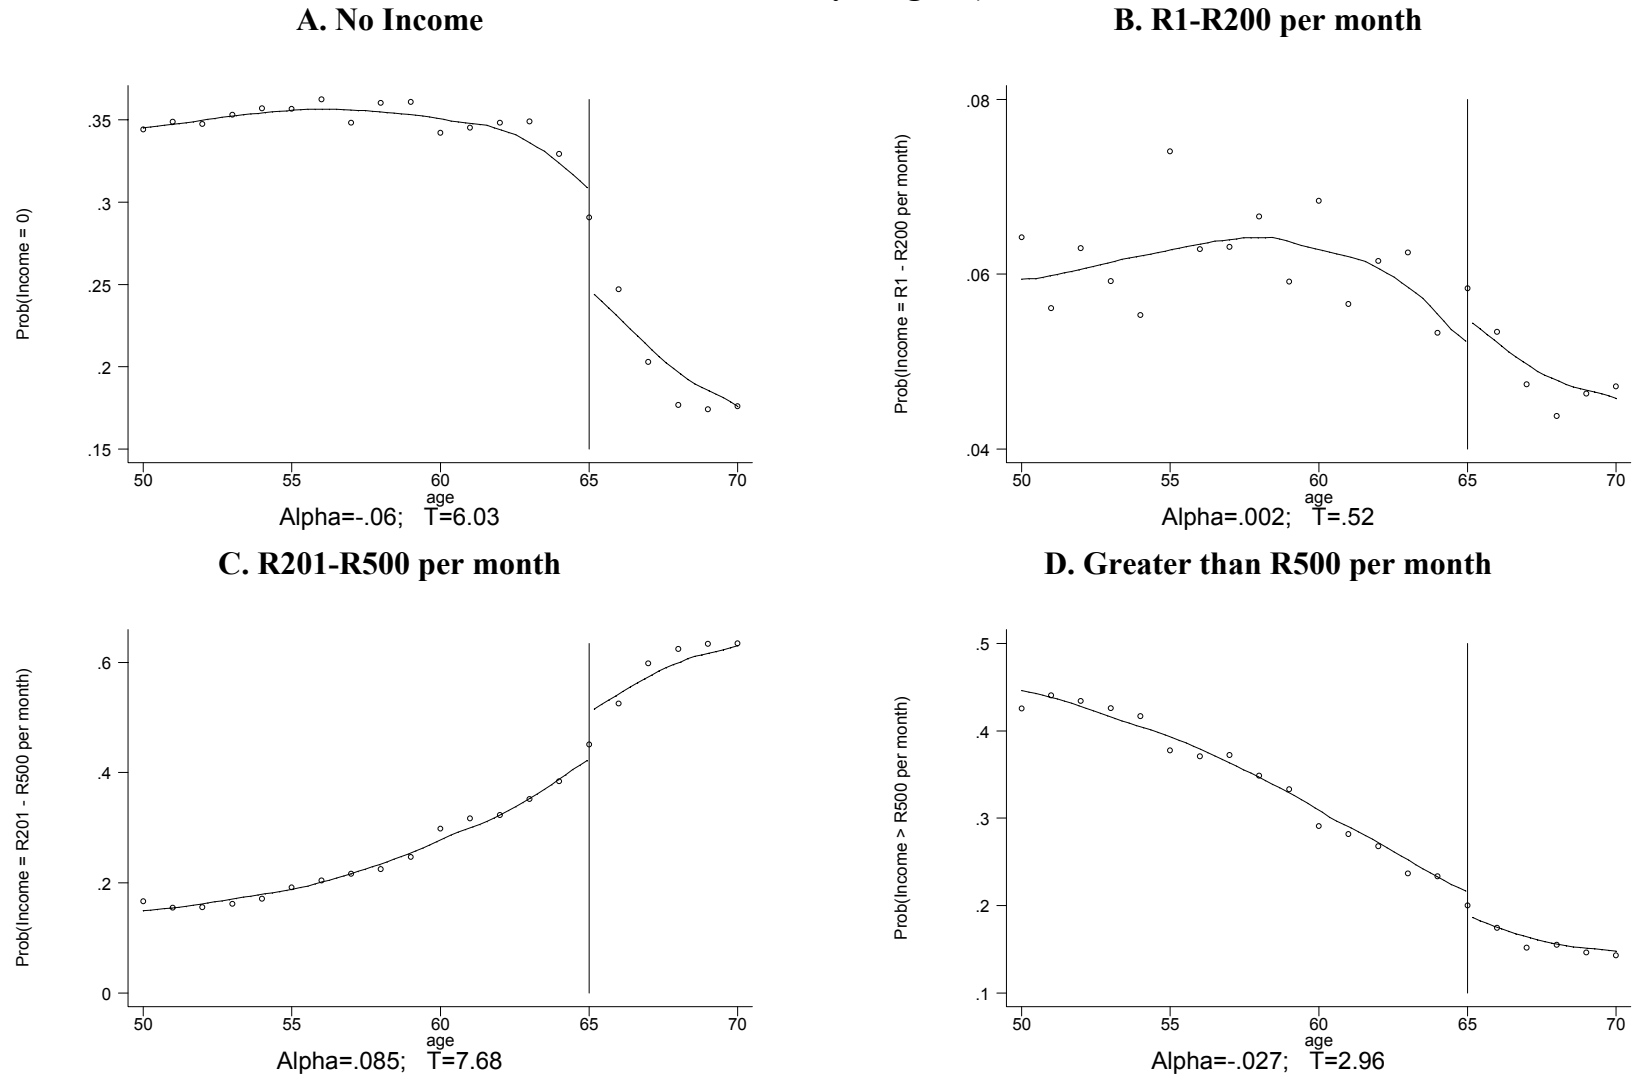 A. No Income
Prob(Income = 0)
.35
.3
.25
.2
.15
50 55 60 65 70
age
Alpha=-.06; T=6.03
B. R1-R200 per month
Prob(Income = R1 - R200 per month)
.08
.06
.04
50 55 60 65 70
age
Alpha=.002; T=.52
C. R201-R500 per month
Prob(Income = R201 - R500 per month)
.6
.4
.2
0
50 55 60 65 70
age
Alpha=.085; T=7.68
D. Greater than R500 per month
Prob(Income > R500 per month)
.5
.4
.3
.2
.1
50 55 60 65 70
age
Alpha=-.027; T=2.96